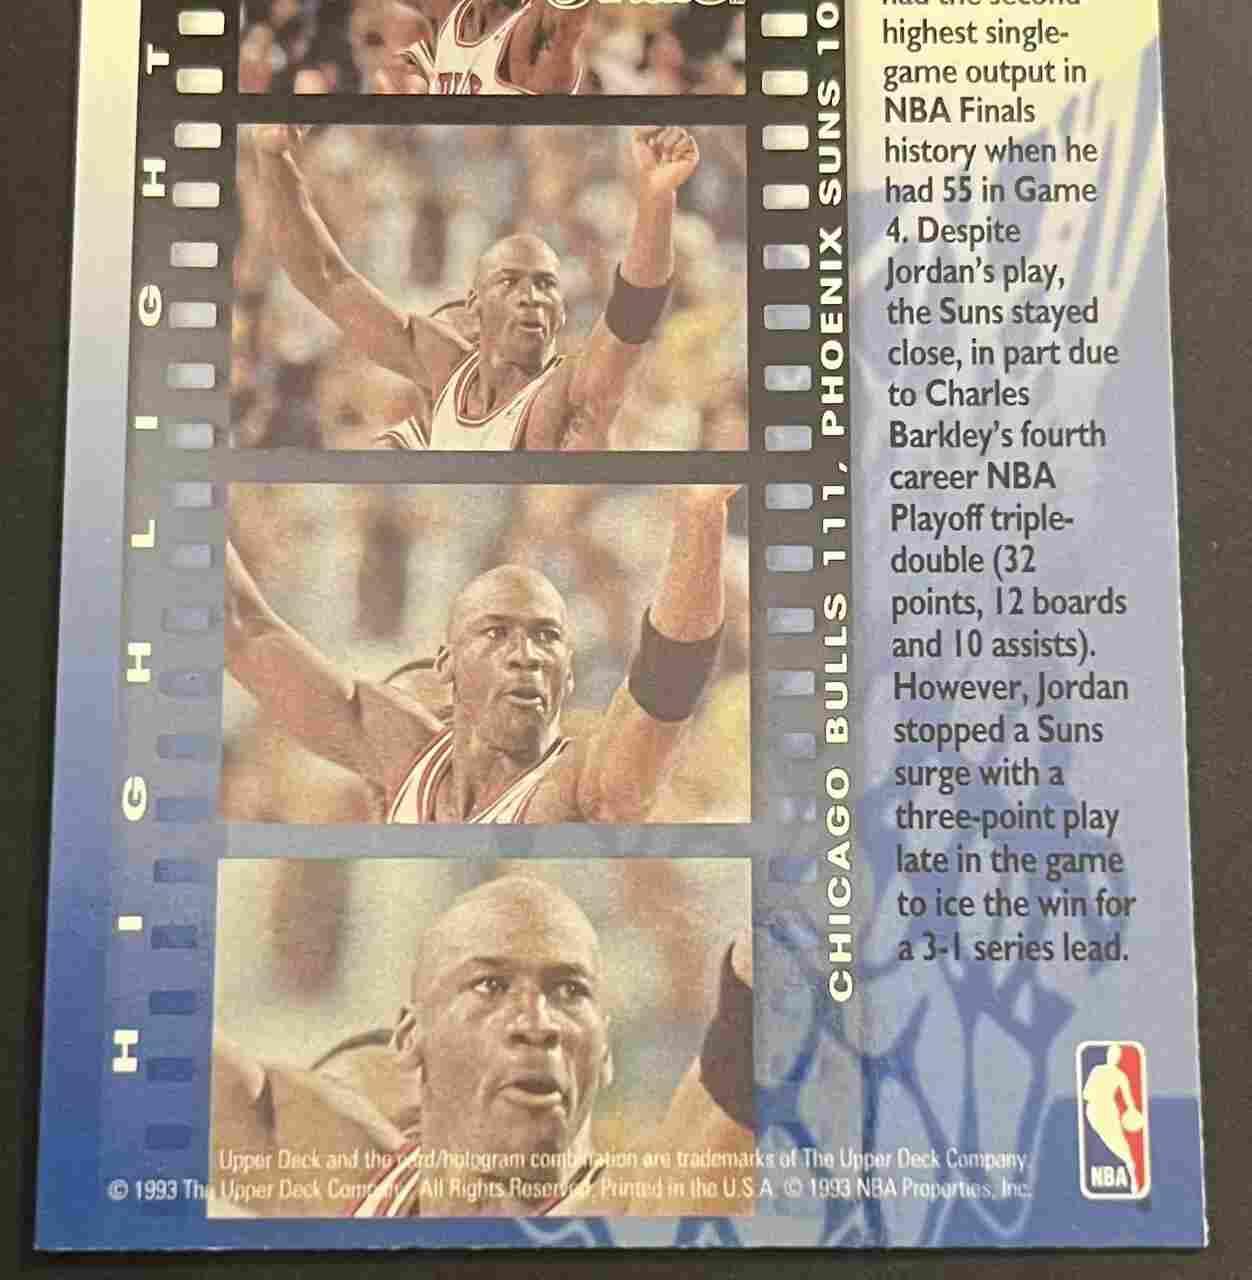 had the second-
highest single-
game output in
NBA Finals
history when he
had 55 in Game
4. Despite
Jordan's play,
the Suns stayed
close, in part due
to Charles
Barkley's fourth
career NBA
Playoff triple-
double (32
points, 12 boards
and 10 assists).
However, Jordan
stopped a Suns
surge with a
three-point play
late in the game
to ice the win for
a 3-1 series lead.
HIGHLIGHT
CHICAGO BULLS 111, PHOENIX SUNS 10
Upper Deck and the card/hologram combination are trademarks of The Upper Deck Company.
© 1993 The Upper Deck Company. All Rights Reserved. Printed in the U.S.A. © 1993 NBA Properties, Inc.
NBA